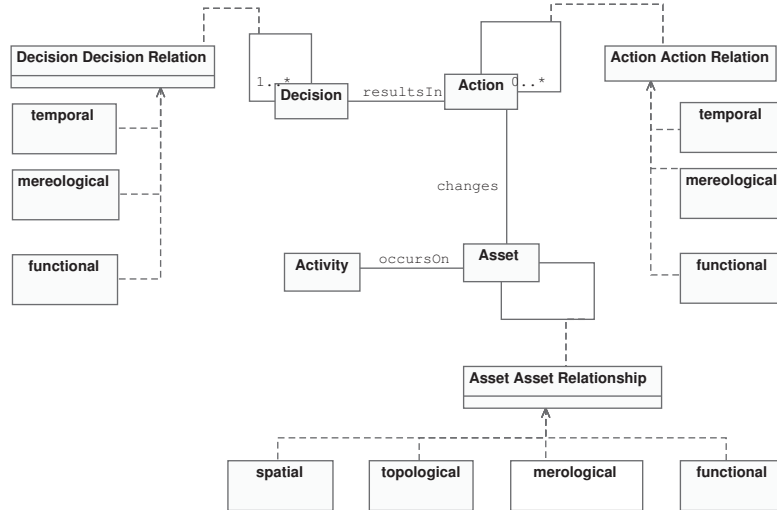 Decision Decision Relation
Action Action Relation
1..*
0..*
Decision
resultsIn
Action
temporal
temporal
mereological
mereological
changes
functional
Activity
occursOn
Asset
functional
Asset Asset Relationship
spatial
topological
merological
functional